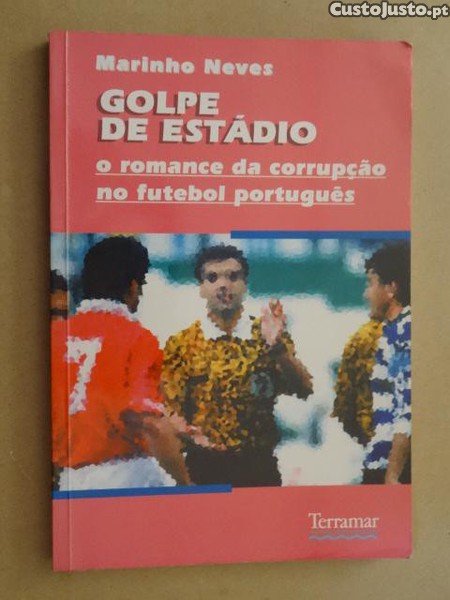 CustoJusto.pt
Marinho Neves
GOLPE
DE ESTÁDIO
o romance da corrupção
no futebol português
7
Terramar